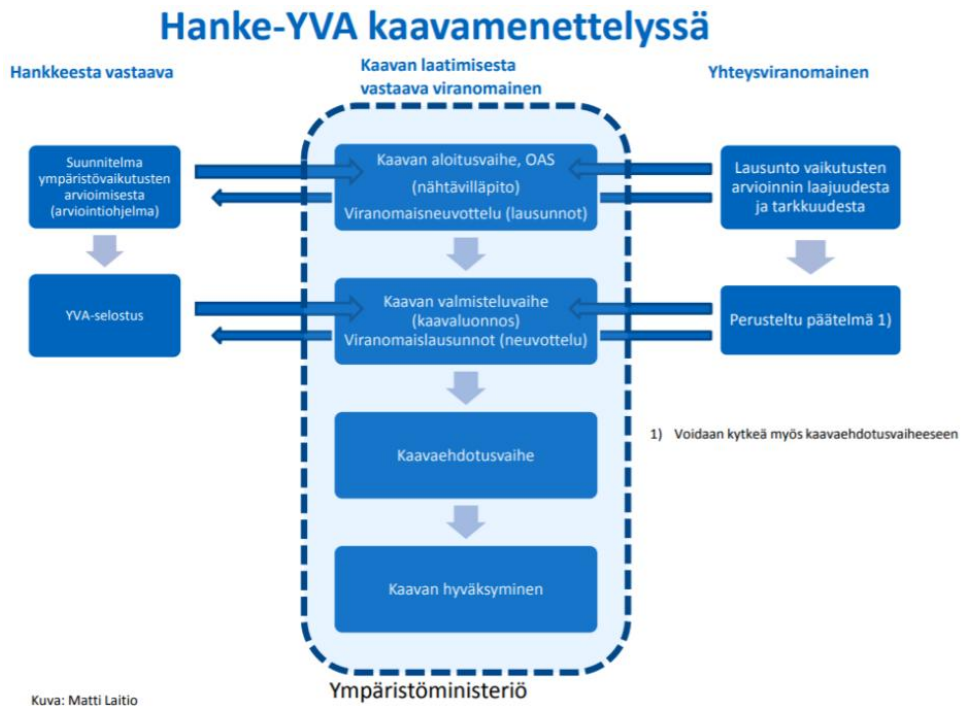 Hanke-YVA kaavamenettelyssä
Hankkeesta vastaava
Kaavan laatimisesta
vastaava viranomainen
Yhteysviranomainen
Suunnitelma
ympäristövaikutusten
arvioimisesta
(arviointiohjelma)
Kaavan aloitusvaihe, OAS
(nähtävilläpito)
Viranomaisneuvottelu (lausunnot)
Lausunto vaikutusten
arvioinnin laajuudesta
ja tarkkuudesta
YVA-selostus
Kaavan valmisteluvaihe
(kaavaluonnos)
Viranomaislausunnot (neuvottelu)
Perusteltu päätelmä 1)
1) Voidaan kytkeä myös kaavaehdotusvaiheeseen
Kaavaehdotusvaihe
Kaavan hyväksyminen
Ympäristöministeriö
Kuva: Matti Laitio